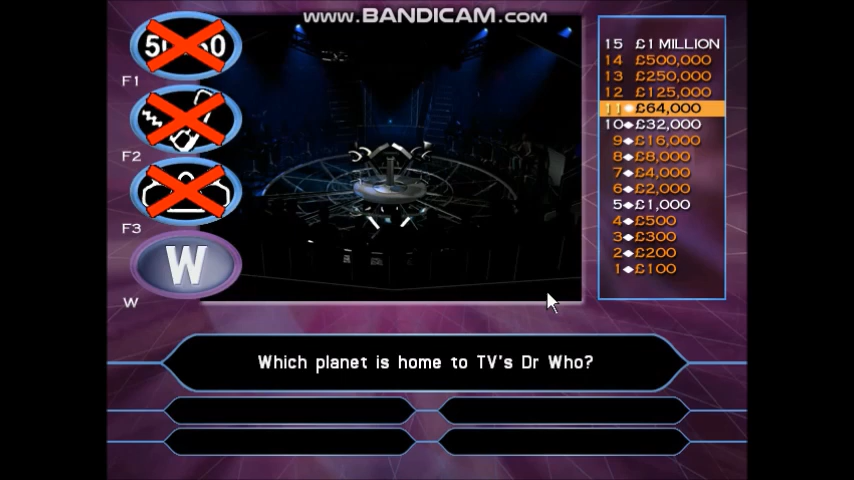 www.BANDICAM.com
F1
F2
F3
W
W
15 £1 MILLION
14 £500,000
13 £250,000
12 £125,000
11◆£64,000
10◆£32,000
9◆£16,000
8◆£8,000
7◆£4,000
6◆£2,000
5◆£1,000
4◆£500
3◆£300
2◆£200
1◆£100
Which planet is home to TV's Dr Who?